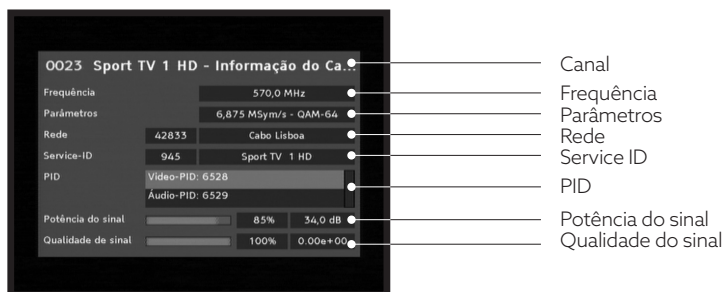 0023 Sport TV 1 HD - Informação do Ca...
Frequência 570,0 MHz
Parâmetros 6,875 MSym/s - QAM-64
Rede 42833 Cabo Lisboa
Service-ID 945 Sport TV 1 HD
PID Video-PID: 6528
Áudio-PID: 6529
Potência do sinal 85% 34,0 dB
Qualidade de sinal 100% 0.00e+00
Canal
Frequência
Parâmetros
Rede
Service ID
PID
Potência do sinal
Qualidade do sinal